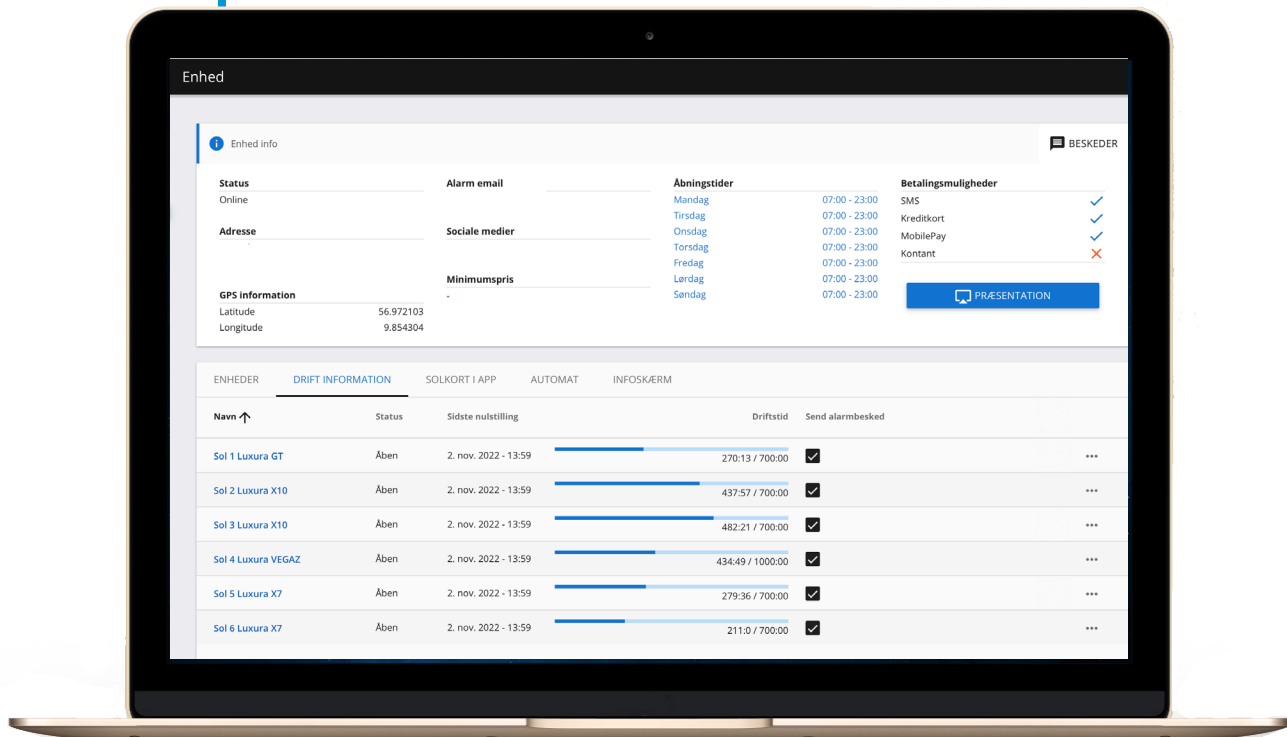 Enhed
Enhed info
BESKEDER
Status
Online
Adresse
GPS information
Latitude 56.972103
Longitude 9.854304
Alarm email
Sociale medier
Minimumspris
-
Åbningstider
Mandag 07:00 - 23:00
Tirsdag 07:00 - 23:00
Onsdag 07:00 - 23:00
Torsdag 07:00 - 23:00
Fredag 07:00 - 23:00
Lørdag 07:00 - 23:00
Søndag 07:00 - 23:00
Betalingsmuligheder
SMS
Kreditkort
MobilePay
Kontant
PRÆSENTATION
ENHEDER DRIFT INFORMATION SOLKORT I APP AUTOMAT INFOSKÆRM
Navn Status Sidste nulstilling Driftstid Send alarmbesked
Sol 1 Luxura GT Åben 2. nov. 2022 - 13:59 270:13 / 700:00
Sol 2 Luxura X10 Åben 2. nov. 2022 - 13:59 437:57 / 700:00
Sol 3 Luxura X10 Åben 2. nov. 2022 - 13:59 482:21 / 700:00
Sol 4 Luxura VEGAZ Åben 2. nov. 2022 - 13:59 434:49 / 1000:00
Sol 5 Luxura X7 Åben 2. nov. 2022 - 13:59 279:36 / 700:00
Sol 6 Luxura X7 Åben 2. nov. 2022 - 13:59 211:0 / 700:00